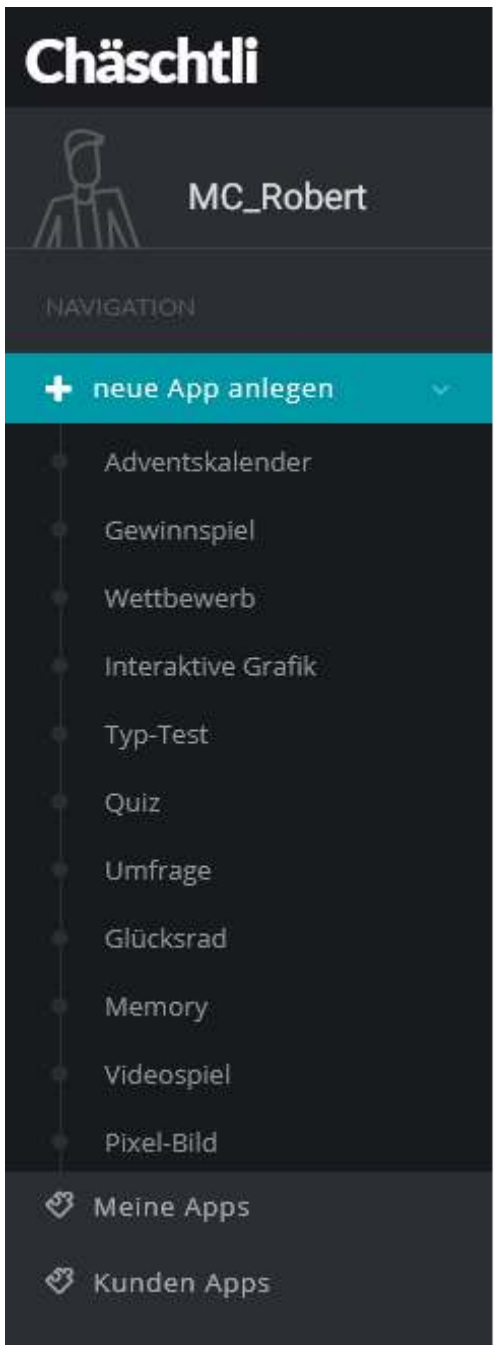 Chäschtli
MC_Robert
NAVIGATION
neue App anlegen
Adventskalender
Gewinnspiel
Wettbewerb
Interaktive Grafik
Typ-Test
Quiz
Umfrage
Glücksrad
Memory
Videospiel
Pixel-Bild
Meine Apps
Kunden Apps